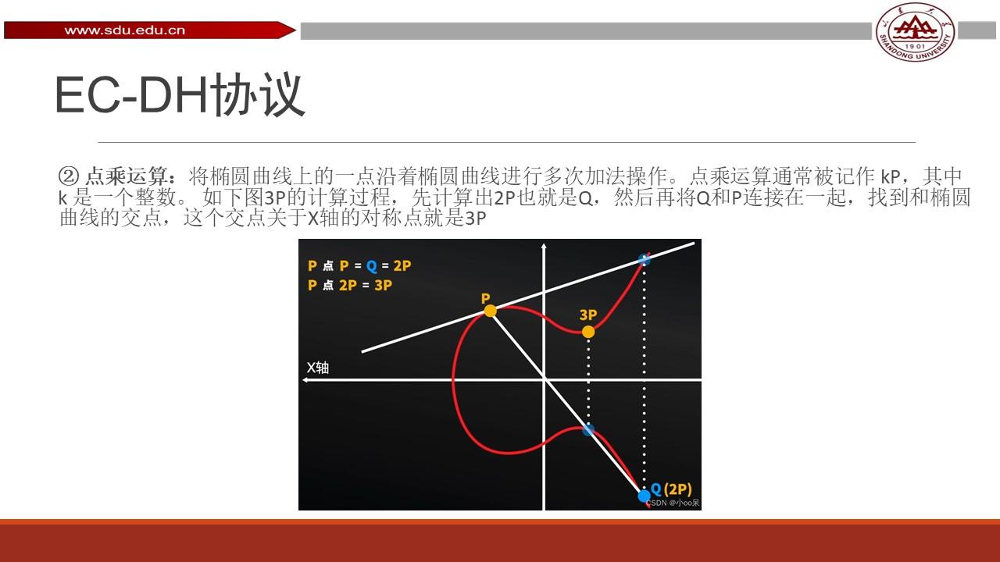 www.sdu.edu.cn
山东大学
SHANDONG UNIVERSITY
1901
EC-DH协议
② 点乘运算：将椭圆曲线上的一点沿着椭圆曲线进行多次加法操作。点乘运算通常被记作 kP，其中
k 是一个整数。 如下图3P的计算过程，先计算出2P也就是Q，然后再将Q和P连接在一起，找到和椭圆
曲线的交点，这个交点关于X轴的对称点就是3P
P 点 P = Q = 2P
P 点 2P = 3P
P
3P
X轴
Q (2P)
CSDN @小oo呆